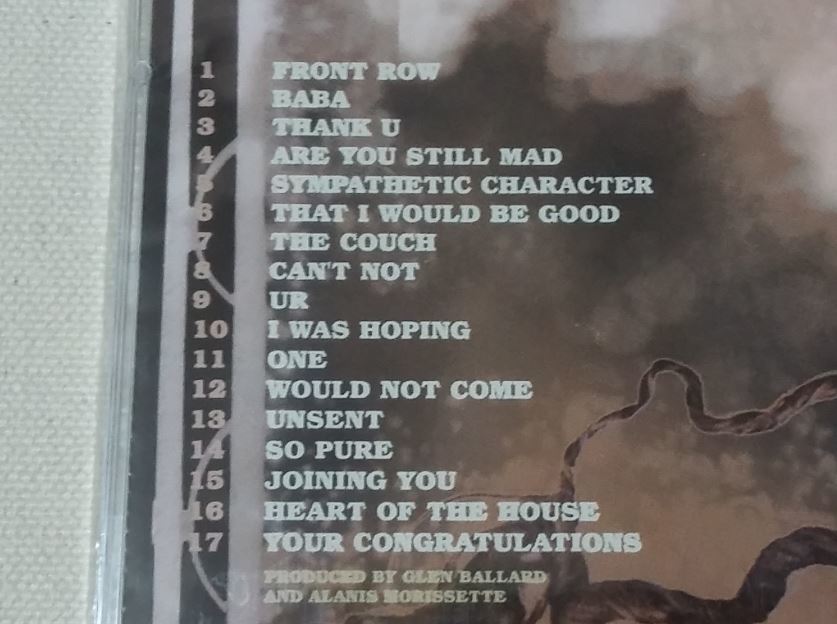 1 FRONT ROW
2 BABA
3 THANK U
4 ARE YOU STILL MAD
5 SYMPATHETIC CHARACTER
6 THAT I WOULD BE GOOD
7 THE COUCH
8 CAN'T NOT
9 UR
10 I WAS HOPING
11 ONE
12 WOULD NOT COME
13 UNSENT
14 SO PURE
15 JOINING YOU
16 HEART OF THE HOUSE
17 YOUR CONGRATULATIONS
PRODUCED BY GLEN BALLARD
AND ALANIS MORISSETTE